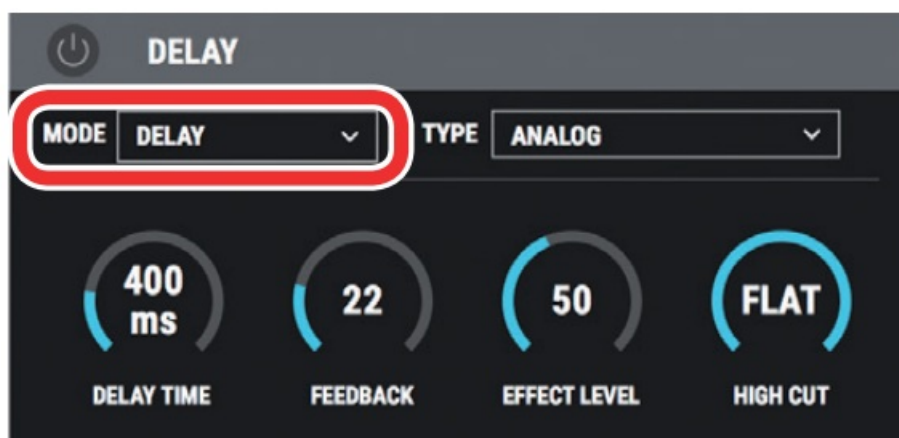 DELAY
MODE DELAY TYPE ANALOG
400 ms 22 50 FLAT
DELAY TIME FEEDBACK EFFECT LEVEL HIGH CUT